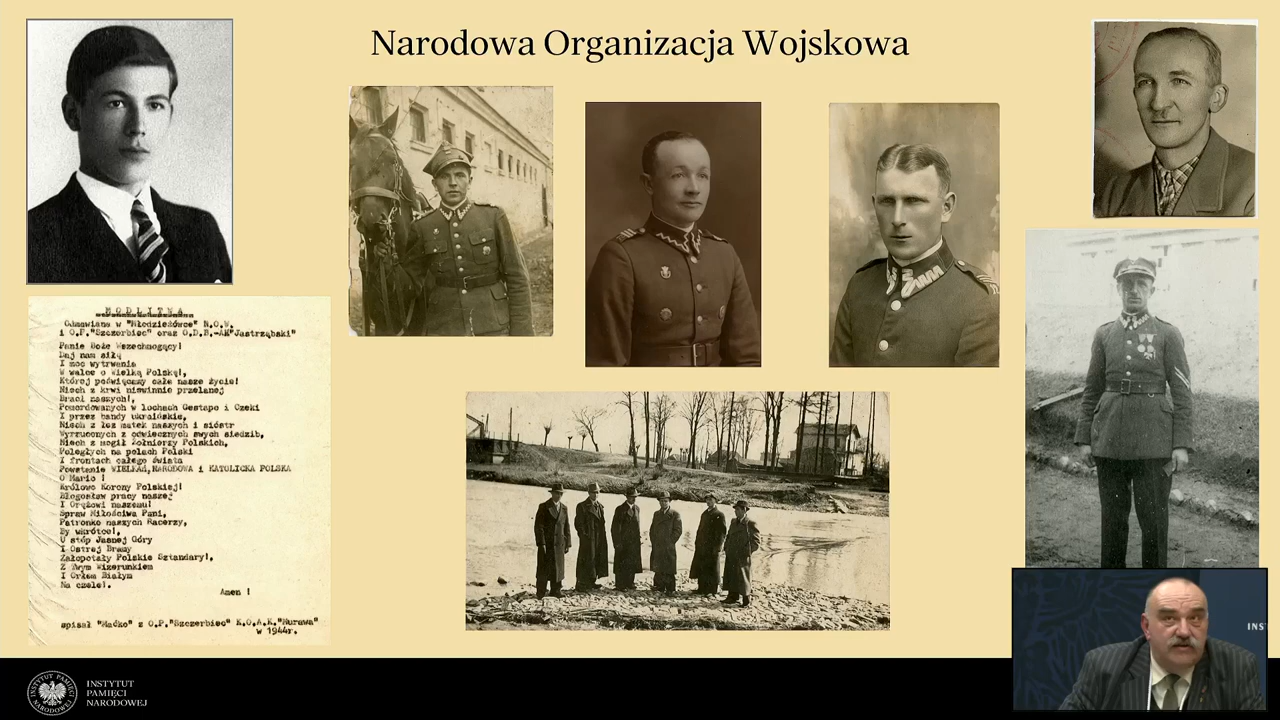 Narodowa Organizacja Wojskowa
MODLITWA
Odmawiana w "Młodzieżówce" N.O.W.
i O.P."Szczerbiec" oraz O.D.B.-AK"Jastrząbski"
Panie Boże Wszechmogący!
Daj nam siłę
I moc wytrwania
W walce o Wielką Polskę!,
Której poświęcamy całe nasze życie!
Niech z krwi niewinnie przelanej
Braci naszych!,
Pomordowanych w lochach Gestapo i Czeki
I przez bandy ukraińskie,
Niech z łez matek naszych i sióstr
Wyrzuconych z odwiecznych swych siedzib,
Niech z mogił Żołnierzy Polskich,
Poległych na polach Polski
I frontach całego świata
Powstanie WIELKA,NARODOWA i KATOLICKA POLSKA
O Mario !
Królowo Korony Polskiej!
Błogosław pracy naszej
I Orężowi naszemu!
Spraw Miłościwa Pani,
Patronko naszych Rycerzy,
By wkrótce!,
U stóp Jasnej Góry
I Ostrej Bramy
Załopotały Polskie Sztandary!,
Z Twym Wizerunkiem
I Orłem Białym
Na czele!.
Amen !
spisał "Maćko" z O.P."Szczerbiec" K.O.A.K."Murawa"
w 1944r.
INS
INSTYTUT
PAMIĘCI
NARODOWEJ